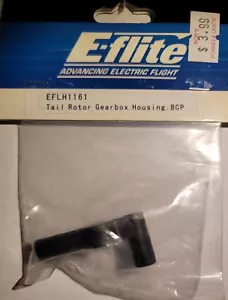 $ 3.99
E-flite
ADVANCING ELECTRIC FLIGHT
EFLH1161
Tail Rotor Gearbox Housing:BCP